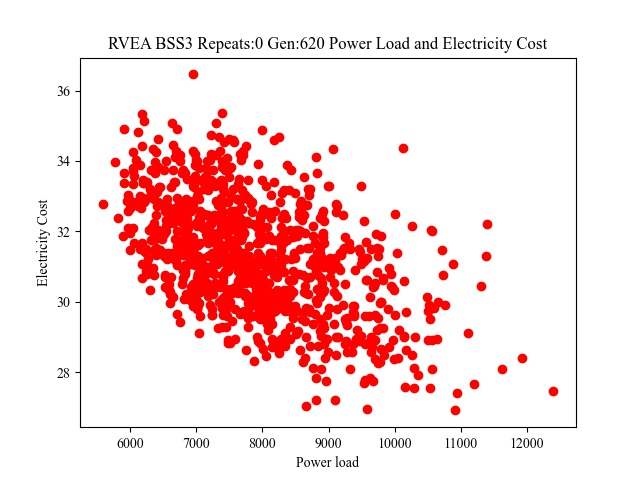 RVEA BSS3 Repeats:0 Gen:620 Power Load and Electricity Cost
Electricity Cost
36
34
32
30
28
6000 7000 8000 9000 10000 11000 12000
Power load